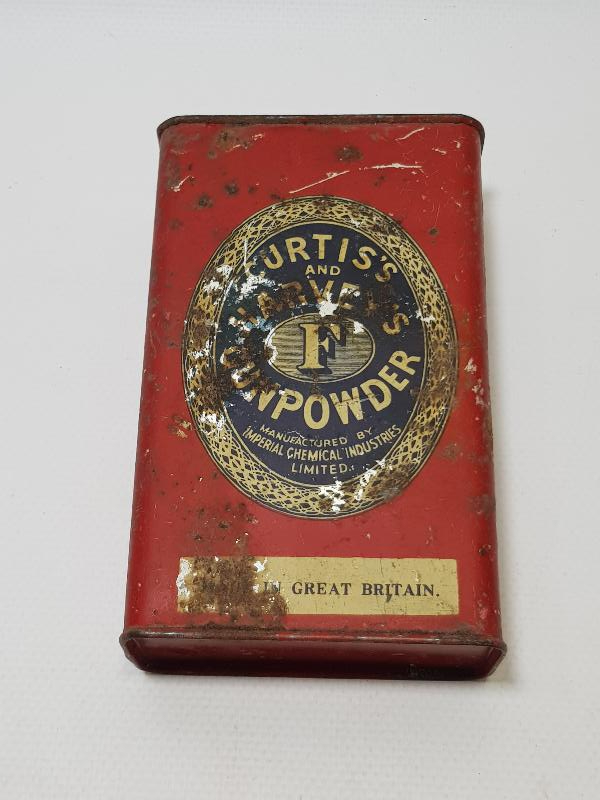 CURTIS'S
AND
HARVEY'S
F
GUNPOWDER
MANUFACTURED BY
IMPERIAL CHEMICAL INDUSTRIES
LIMITED.
IN GREAT BRITAIN.